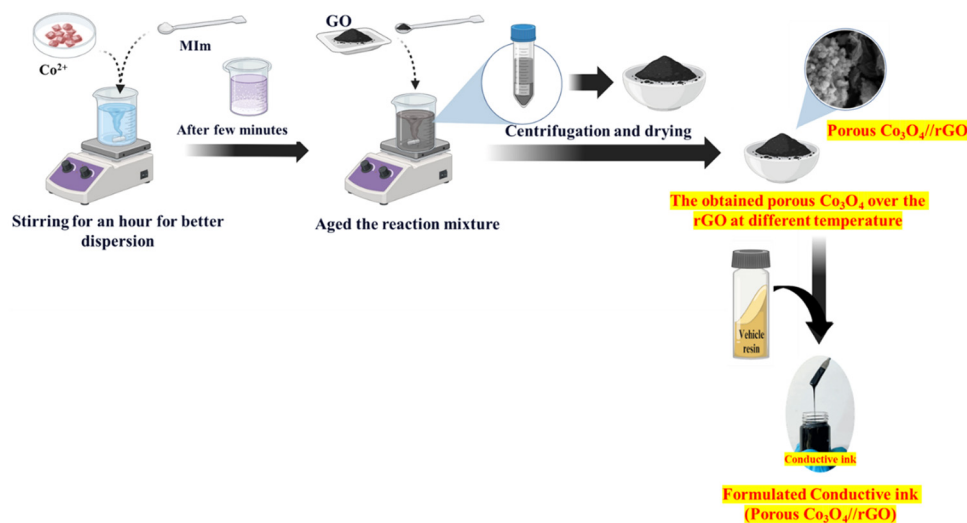 Co²⁺
MIm
After few minutes
Stirring for an hour for better
dispersion
GO
Aged the reaction mixture
Centrifugation and drying
Porous Co₃O₄//rGO
The obtained porous Co₃O₄ over the
rGO at different temperature
Vehicle
resin
Conductive ink
Formulated Conductive ink
(Porous Co₃O₄//rGO)